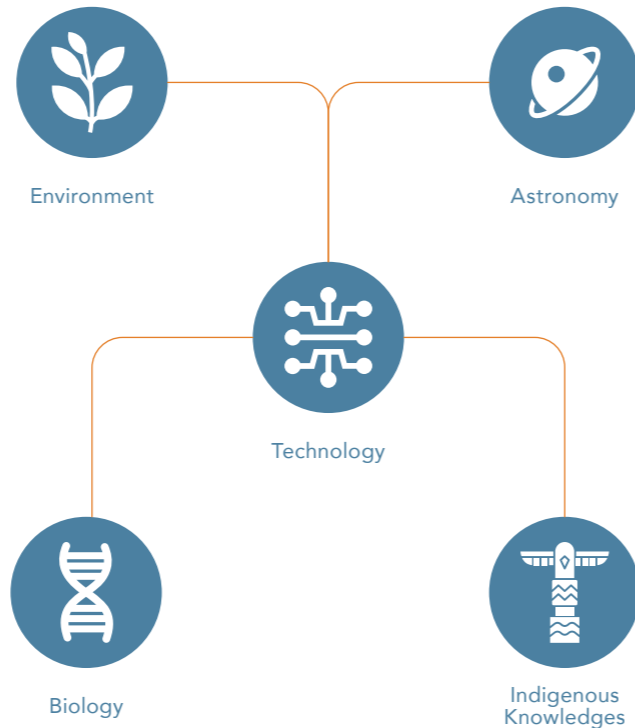 Environment
Astronomy
Technology
Biology
Indigenous
Knowledges